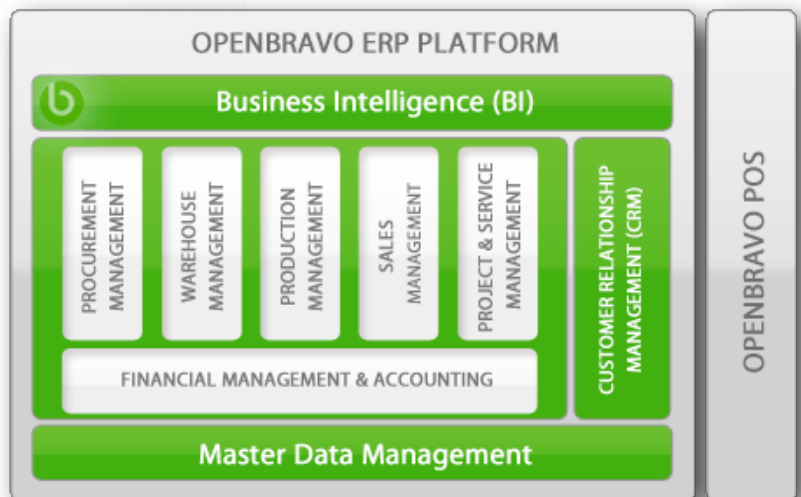 OPENBRAVO ERP PLATFORM
b
Business Intelligence (BI)
PROCUREMENT
MANAGEMENT
WAREHOUSE
MANAGEMENT
PRODUCTION
MANAGEMENT
SALES
MANAGEMENT
PROJECT & SERVICE
MANAGEMENT
CUSTOMER RELATIONSHIP
MANAGEMENT (CRM)
FINANCIAL MANAGEMENT & ACCOUNTING
Master Data Management
OPENBRAVO POS